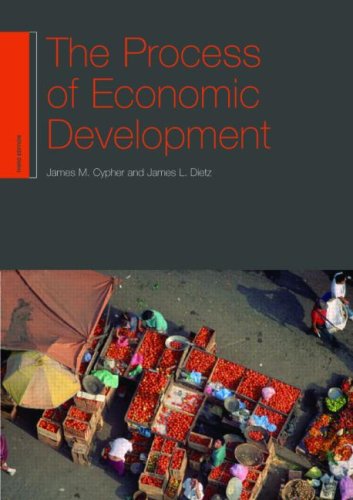 The Process
of Economic
Development
James M. Cypher and James L. Dietz
THIRD EDITION